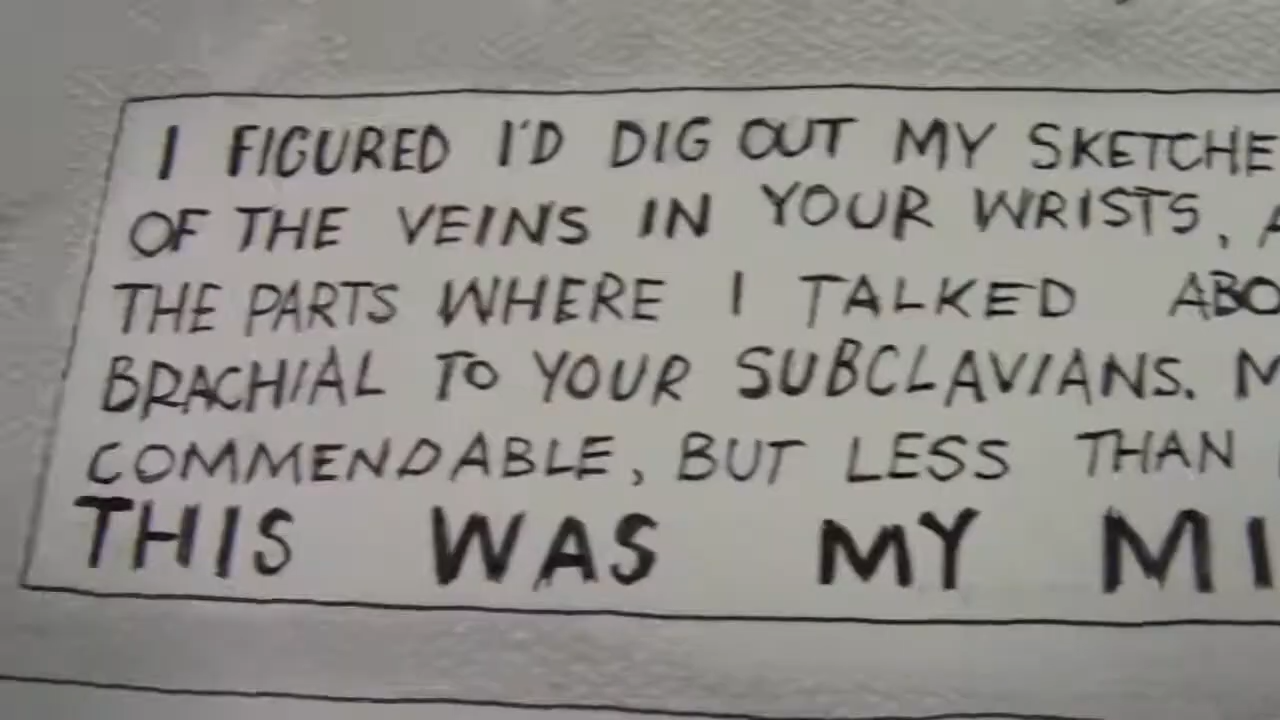 I FIGURED I'D DIG OUT MY SKETCHE
OF THE VEINS IN YOUR WRISTS, A
THE PARTS WHERE I TALKED ABO
BRACHIAL TO YOUR SUBCLAVIANS. M
COMMENDABLE, BUT LESS THAN
THIS WAS MY MI